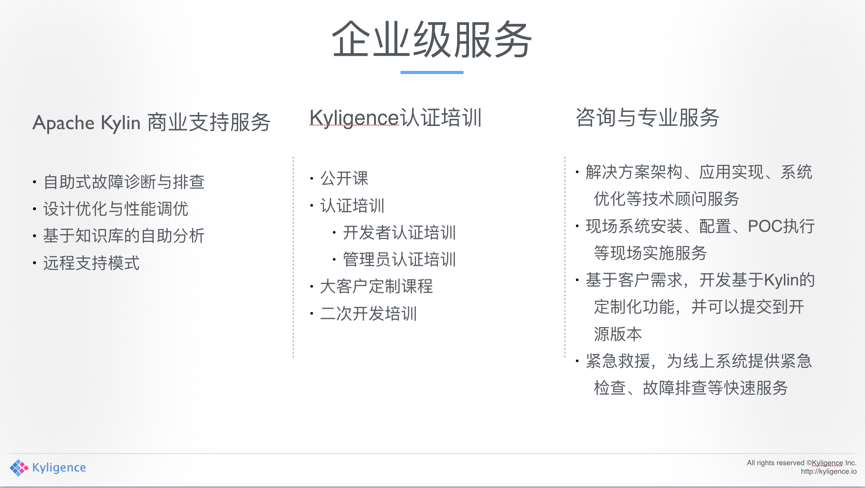 企业级服务
Apache Kylin 商业支持服务
• 自助式故障诊断与排查
• 设计优化与性能调优
• 基于知识库的自助分析
• 远程支持模式
Kyligence认证培训
• 公开课
• 认证培训
• 开发者认证培训
• 管理员认证培训
• 大客户定制课程
• 二次开发培训
咨询与专业服务
• 解决方案架构、应用实现、系统
优化等技术顾问服务
• 现场系统安装、配置、POC执行
等现场实施服务
• 基于客户需求，开发基于Kylin的
定制化功能，并可以提交到开
源版本
• 紧急救援，为线上系统提供紧急
检查、故障排查等快速服务
Kyligence
All rights reserved ©Kyligence Inc.
http://kyligence.io